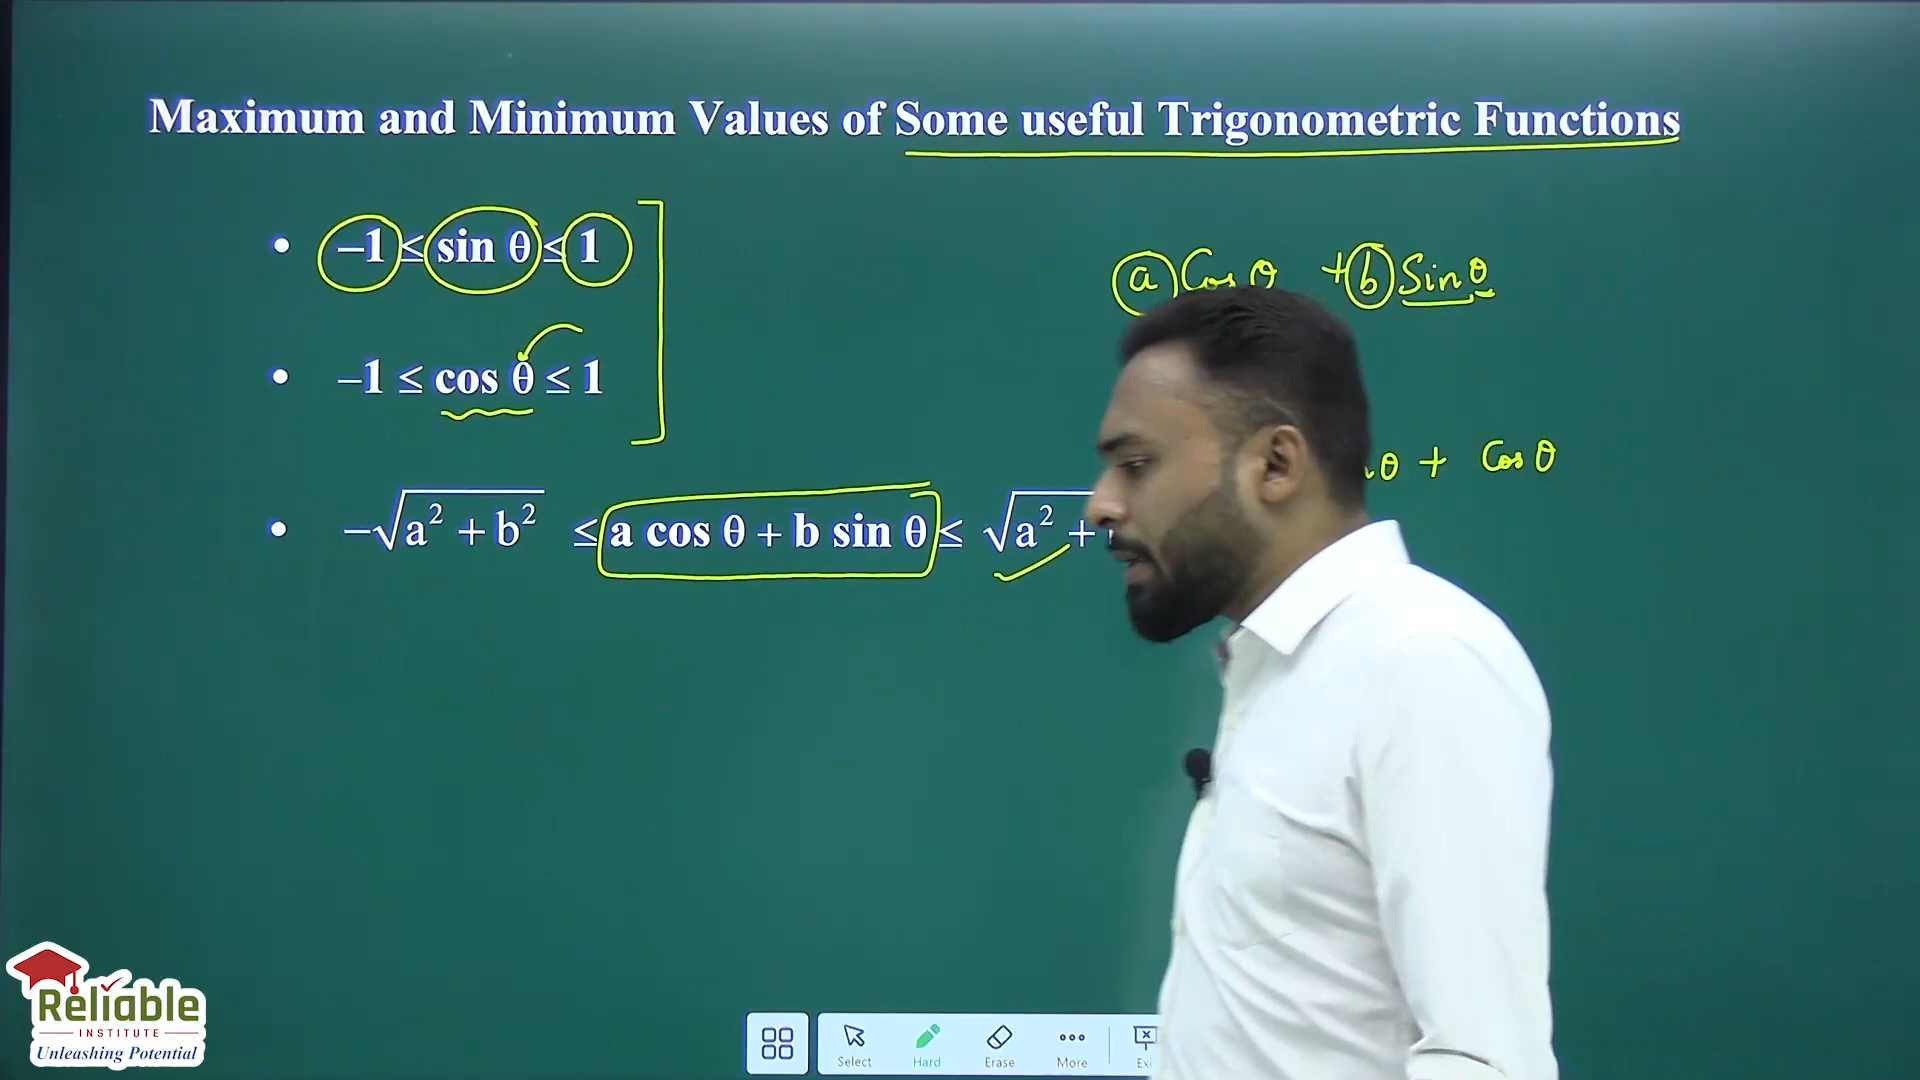 Maximum and Minimum Values of Some useful Trigonometric Functions
• –1 ≤ sin θ ≤ 1
a Cos θ + b Sin θ
• –1 ≤ cos θ ≤ 1
θ + Cos θ
• –√a² + b² ≤ a cos θ + b sin θ ≤ √a² +
Reliable
INSTITUTE
Unleashing Potential
Select
Hard
Erase
More